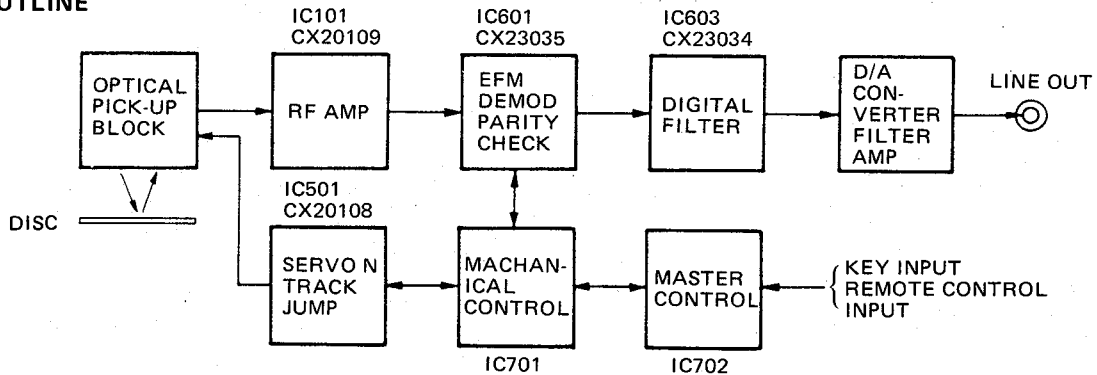 OUTLINE
IC101
CX20109
IC601
CX23035
IC603
CX23034
OPTICAL
PICK-UP
BLOCK
RF AMP
EFM
DEMOD
PARITY
CHECK
DIGITAL
FILTER
D/A
CON-
VERTER
FILTER
AMP
LINE OUT
DISC
IC501
CX20108
SERVO N
TRACK
JUMP
MACHAN-
ICAL
CONTROL
IC701
MASTER
CONTROL
IC702
KEY INPUT
REMOTE CONTROL
INPUT